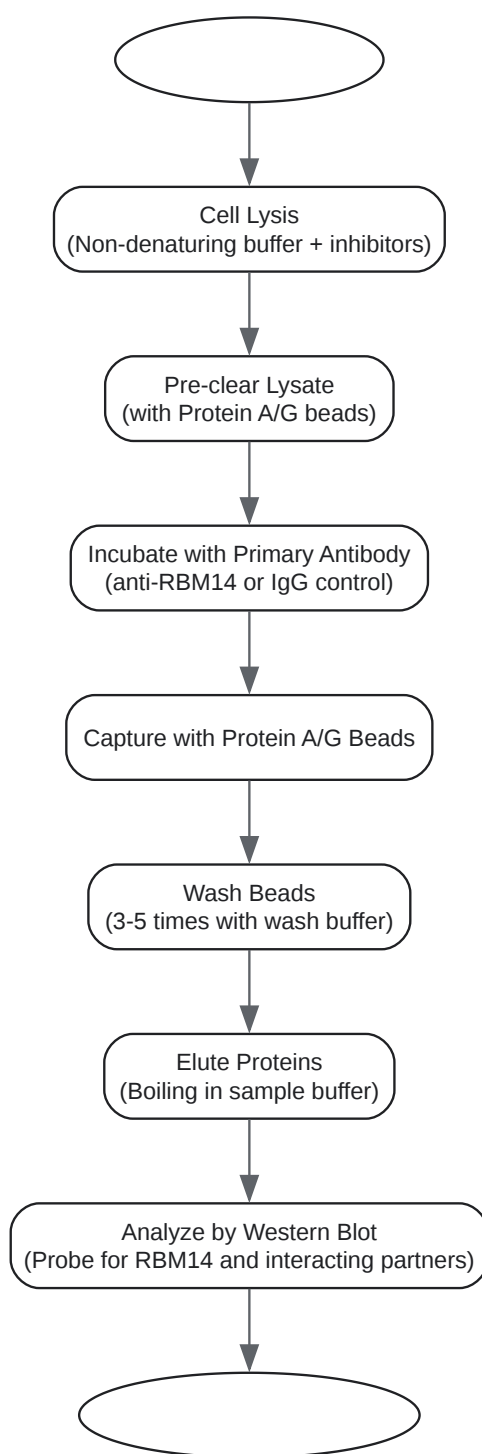 Cell Lysis
(Non-denaturing buffer + inhibitors)
Pre-clear Lysate
(with Protein A/G beads)
Incubate with Primary Antibody
(anti-RBM14 or IgG control)
Capture with Protein A/G Beads
Wash Beads
(3-5 times with wash buffer)
Elute Proteins
(Boiling in sample buffer)
Analyze by Western Blot
(Probe for RBM14 and interacting partners)